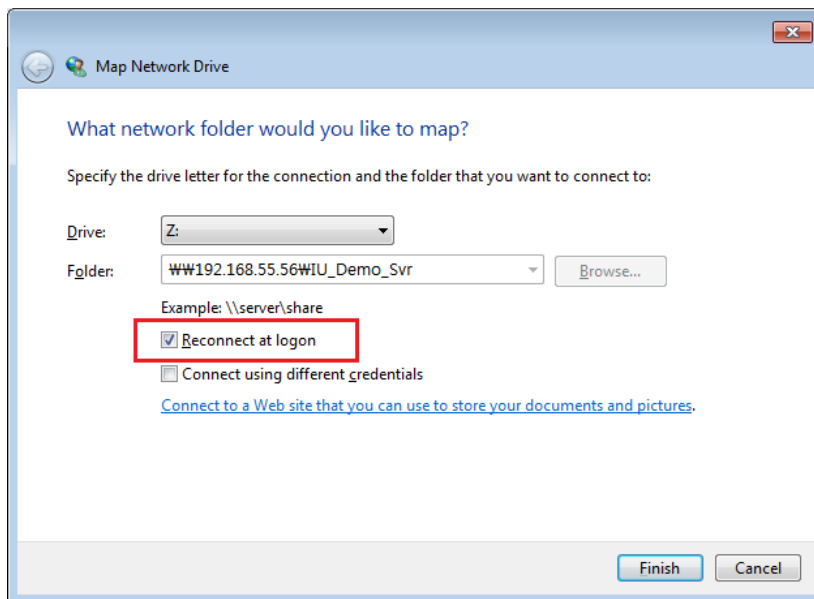 Map Network Drive
What network folder would you like to map?
Specify the drive letter for the connection and the folder that you want to connect to:
Drive: Z:
Folder: ₩₩192.168.55.56₩IU_Demo_Svr Browse...
Example: \\server\share
Reconnect at logon
Connect using different credentials
Connect to a Web site that you can use to store your documents and pictures.
Finish Cancel